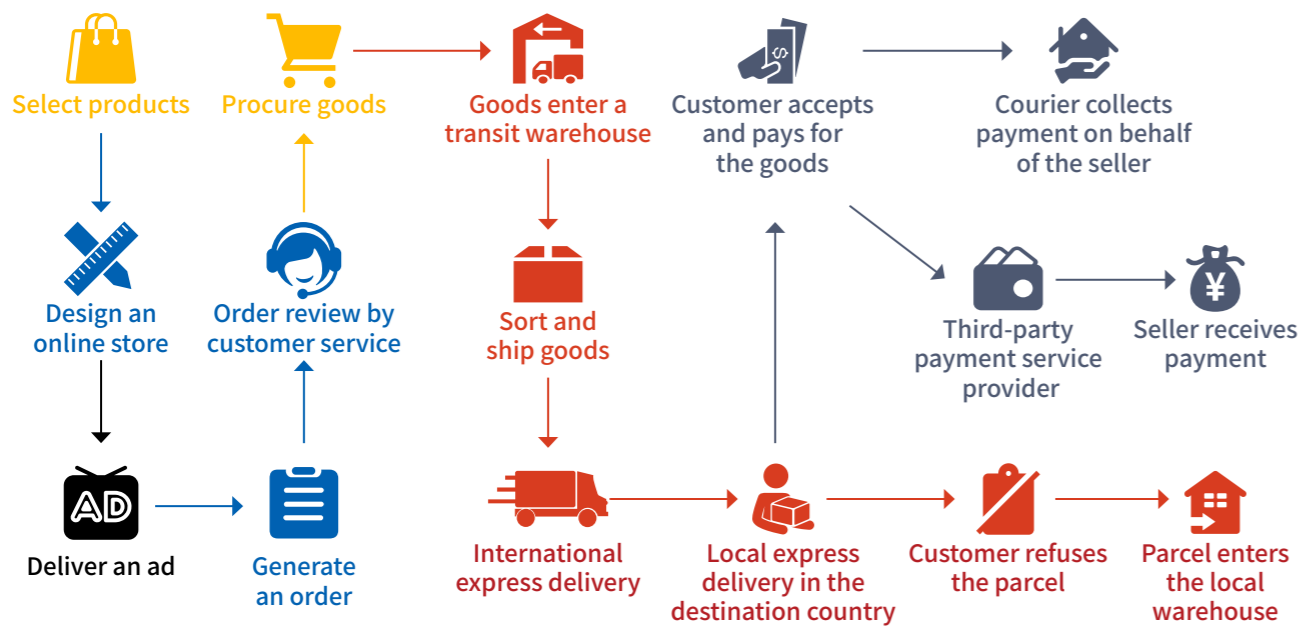 Select products
Procure goods
Goods enter a
transit warehouse
$
Customer accepts
and pays for
the goods
Courier collects
payment on behalf
of the seller
Design an
online store
Order review by
customer service
Sort and
ship goods
Third-party
payment service
provider
¥
Seller receives
payment
AD
Deliver an ad
Generate
an order
International
express delivery
Local express
delivery in the
destination country
Customer refuses
the parcel
Parcel enters
the local
warehouse